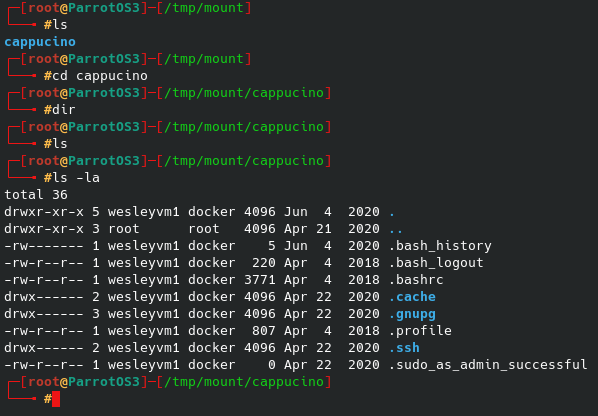 ┌─[root@ParrotOS3]─[/tmp/mount]
└──╼ #ls
cappucino
┌─[root@ParrotOS3]─[/tmp/mount]
└──╼ #cd cappucino
┌─[root@ParrotOS3]─[/tmp/mount/cappucino]
└──╼ #dir
┌─[root@ParrotOS3]─[/tmp/mount/cappucino]
└──╼ #ls
┌─[root@ParrotOS3]─[/tmp/mount/cappucino]
└──╼ #ls -la
total 36
drwxr-xr-x 5 wesleyvm1 docker 4096 Jun  4  2020 .
drwxr-xr-x 3 root      root   4096 Apr 21  2020 ..
-rw------- 1 wesleyvm1 docker    5 Jun  4  2020 .bash_history
-rw-r--r-- 1 wesleyvm1 docker  220 Apr  4  2018 .bash_logout
-rw-r--r-- 1 wesleyvm1 docker 3771 Apr  4  2018 .bashrc
drwx------ 2 wesleyvm1 docker 4096 Apr 22  2020 .cache
drwx------ 3 wesleyvm1 docker 4096 Apr 22  2020 .gnupg
-rw-r--r-- 1 wesleyvm1 docker  807 Apr  4  2018 .profile
drwx------ 2 wesleyvm1 docker 4096 Apr 22  2020 .ssh
-rw-r--r-- 1 wesleyvm1 docker    0 Apr 22  2020 .sudo_as_admin_successful
┌─[root@ParrotOS3]─[/tmp/mount/cappucino]
└──╼ #